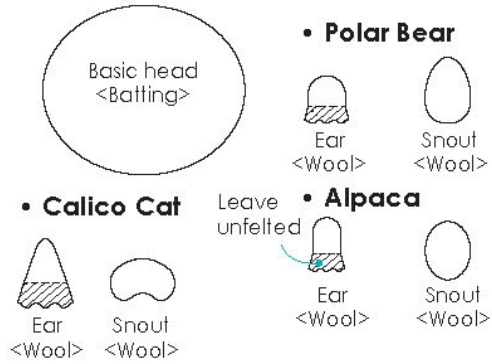 Basic head
<Batting>
• Polar Bear
Ear
<Wool>
Snout
<Wool>
• Calico Cat
Ear
<Wool>
Snout
<Wool>
• Alpaca
Leave
unfelted
Ear
<Wool>
Snout
<Wool>